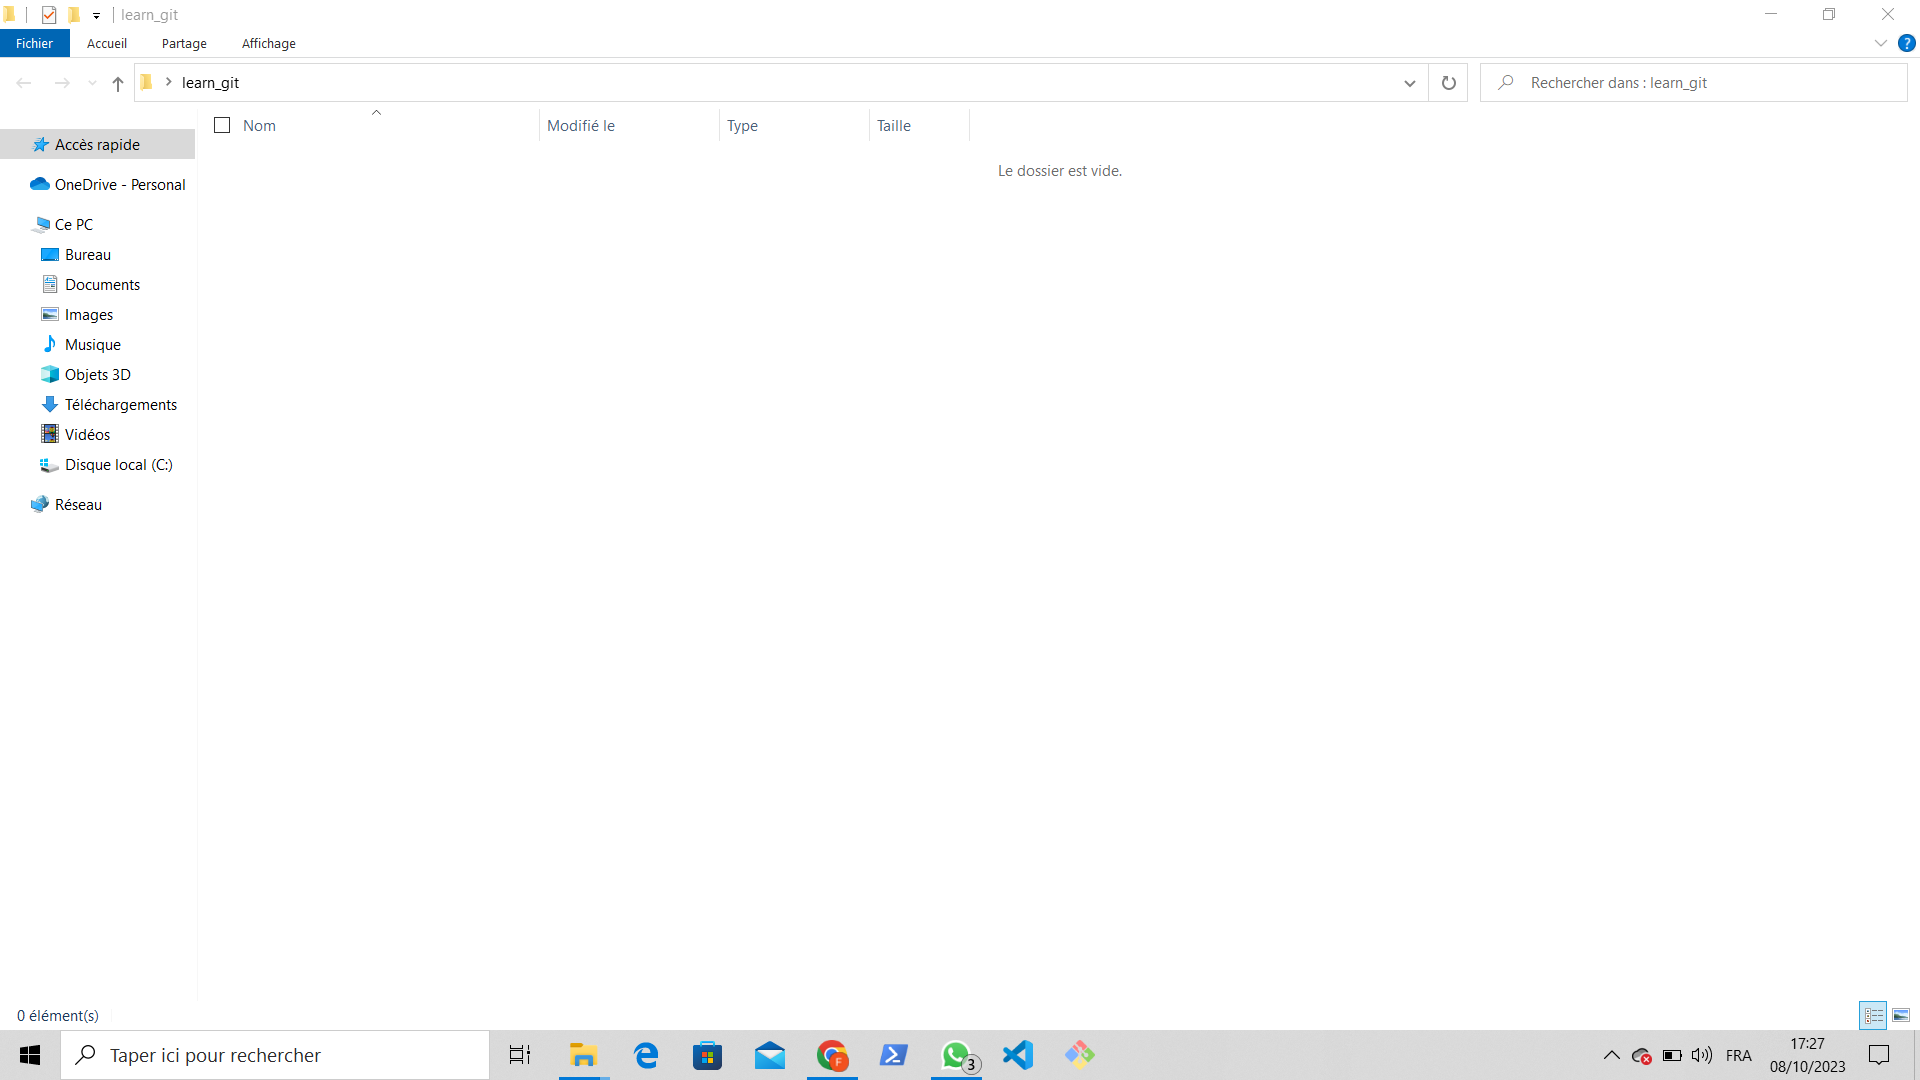 learn_git
Fichier Accueil Partage Affichage
learn_git
Rechercher dans : learn_git
Nom Modifié le Type Taille
Le dossier est vide.
Accès rapide
OneDrive - Personal
Ce PC
Bureau
Documents
Images
Musique
Objets 3D
Téléchargements
Vidéos
Disque local (C:)
Réseau
0 élément(s)
Taper ici pour rechercher
F
3
FRA
17:27
08/10/2023